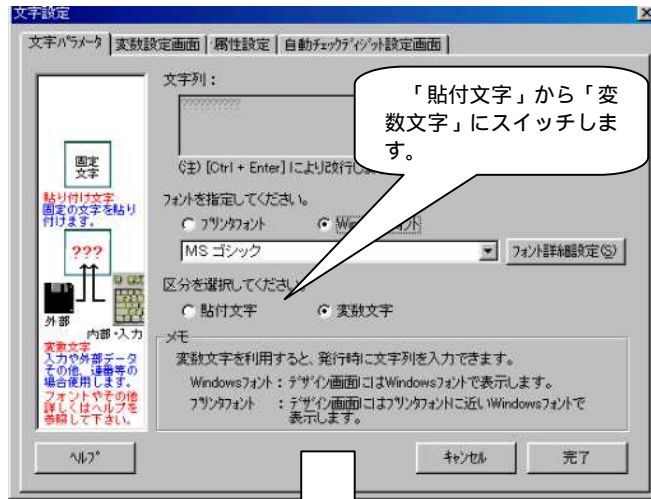 文字設定
文字パラメータ 変数設定画面 属性設定 自動チェックディジット設定画面
文字列：
??????????
「貼付文字」から「変
数文字」にスイッチしま
す。
(注) [Ctrl + Enter]により改行し
固定
文字
貼り付け文字
固定の文字を貼り
付けます。
フォントを指定してください。
プリンタフォント Windowsフォント
MS ゴシック フォント詳細設定(S)
???
外部
内部・入力
区分を選択してください
貼付文字 変数文字
変数文字
入力や外部データ
その他、連番等の
場合使用します。
フォントやその他
詳しくはヘルプを
参照して下さい。
メモ
変数文字を利用すると、発行時に文字列を入力できます。
Windowsフォント：デザイン画面にはWindowsフォントで表示します。
プリンタフォント ：デザイン画面にはプリンタフォントに近いWindowsフォントで
表示します。
ヘルプ キャンセル 完了